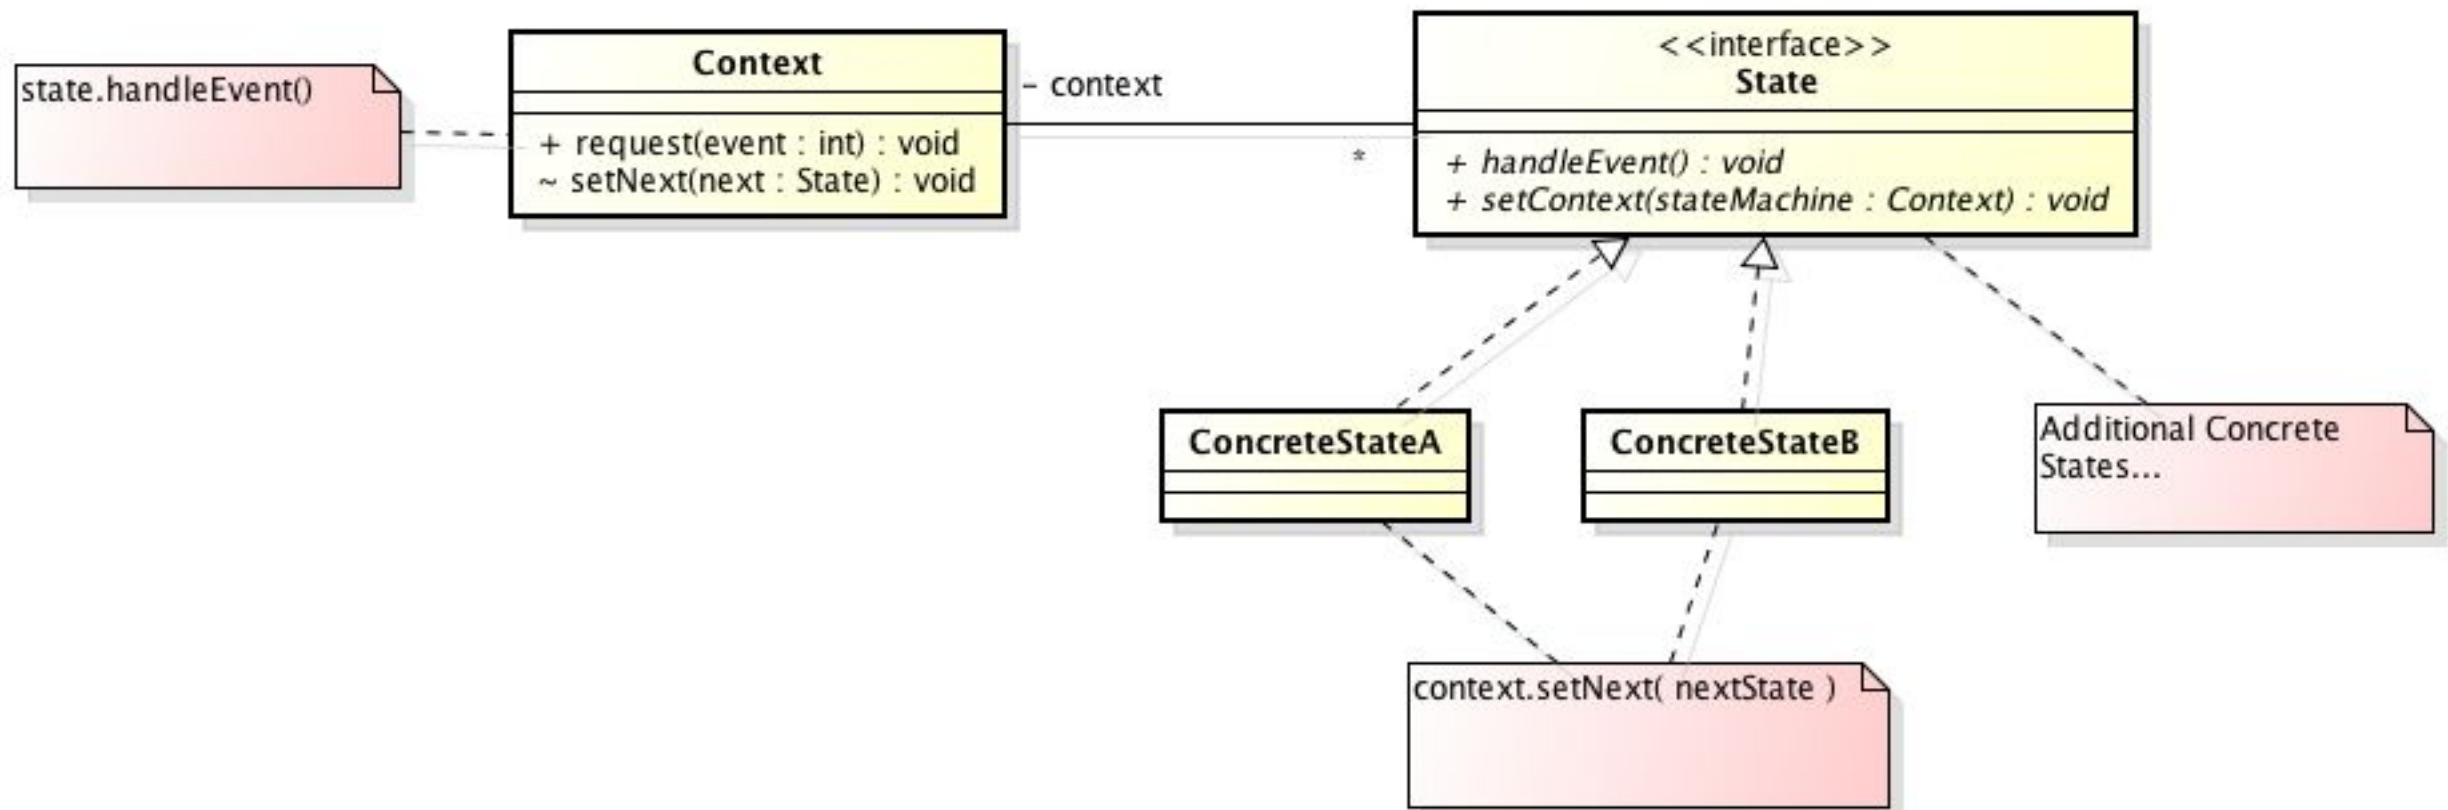 state.handleEvent()
Context
+ request(event : int) : void
~ setNext(next : State) : void
- context
*
<<interface>>
State
+ handleEvent() : void
+ setContext(stateMachine : Context) : void
ConcreteStateA
ConcreteStateB
Additional Concrete
States...
context.setNext( nextState )